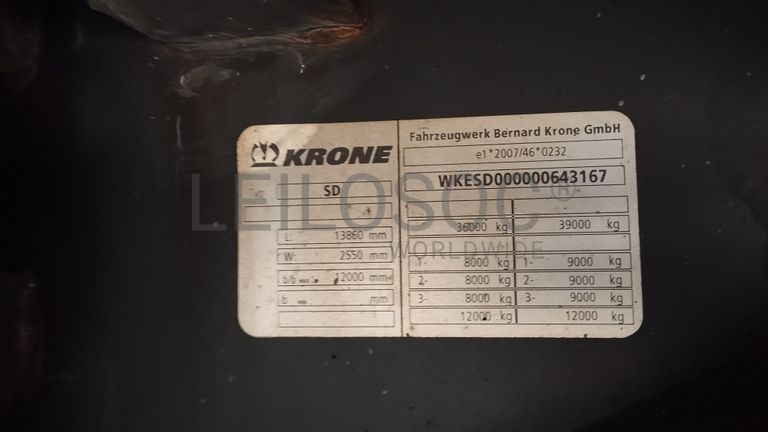 KRONE
SD
L: 13860 mm
W: 2550 mm
12000 mm
b mm
Fahrzeugwerk Bernard Krone GmbH
e1*2007/46*0232
WKESD000000643167
36000 kg 39000 kg
1- 8000 kg 1- 9000 kg
2- 8000 kg 2- 9000 kg
3- 8000 kg 3- 9000 kg
12000 kg 12000 kg
LEILOSOC ®
WORLDWIDE